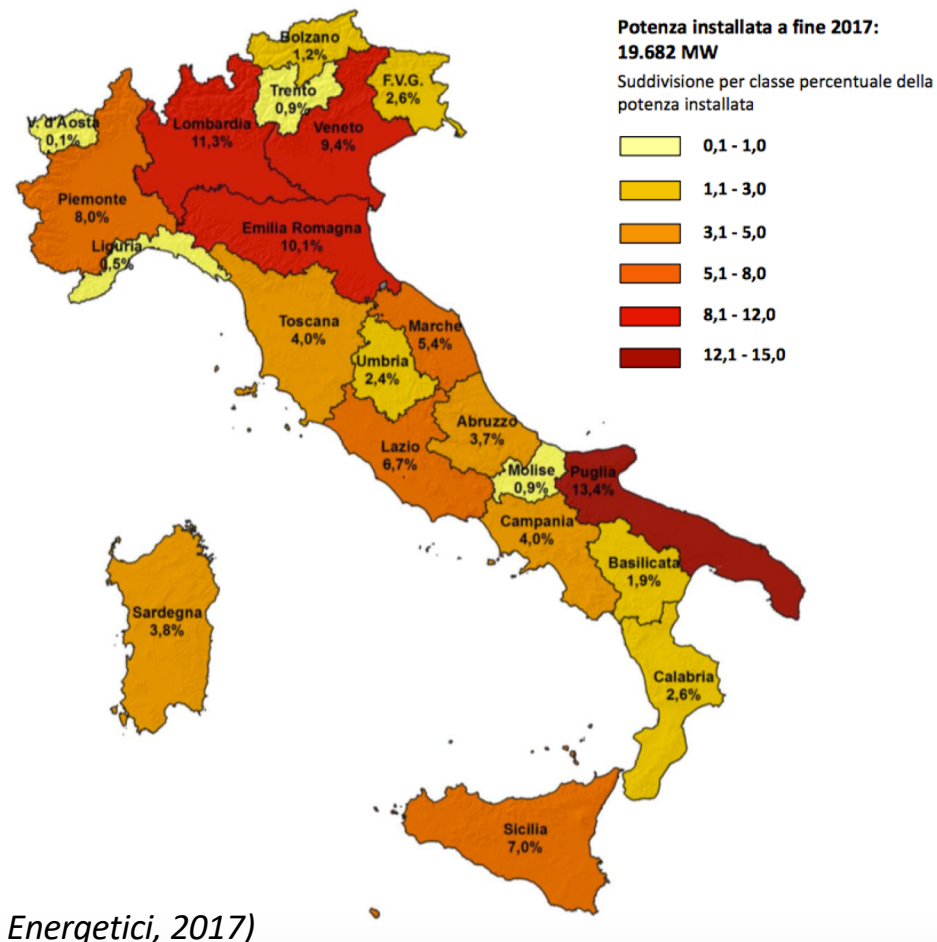 Potenza installata a fine 2017:
19.682 MW
Suddivisione per classe percentuale della
potenza installata
0,1 - 1,0
1,1 - 3,0
3,1 - 5,0
5,1 - 8,0
8,1 - 12,0
12,1 - 15,0
Bolzano
1,2%
Trento
0,9%
F.V.G.
2,6%
V. d'Aosta
0,1%
Lombardia
11,3%
Veneto
9,4%
Piemonte
8,0%
Emilia Romagna
10,1%
Liguria
0,5%
Toscana
4,0%
Marche
5,4%
Umbria
2,4%
Abruzzo
3,7%
Lazio
6,7%
Molise
0,9%
Puglia
13,4%
Campania
4,0%
Basilicata
1,9%
Sardegna
3,8%
Calabria
2,6%
Sicilia
7,0%
Energetici, 2017)